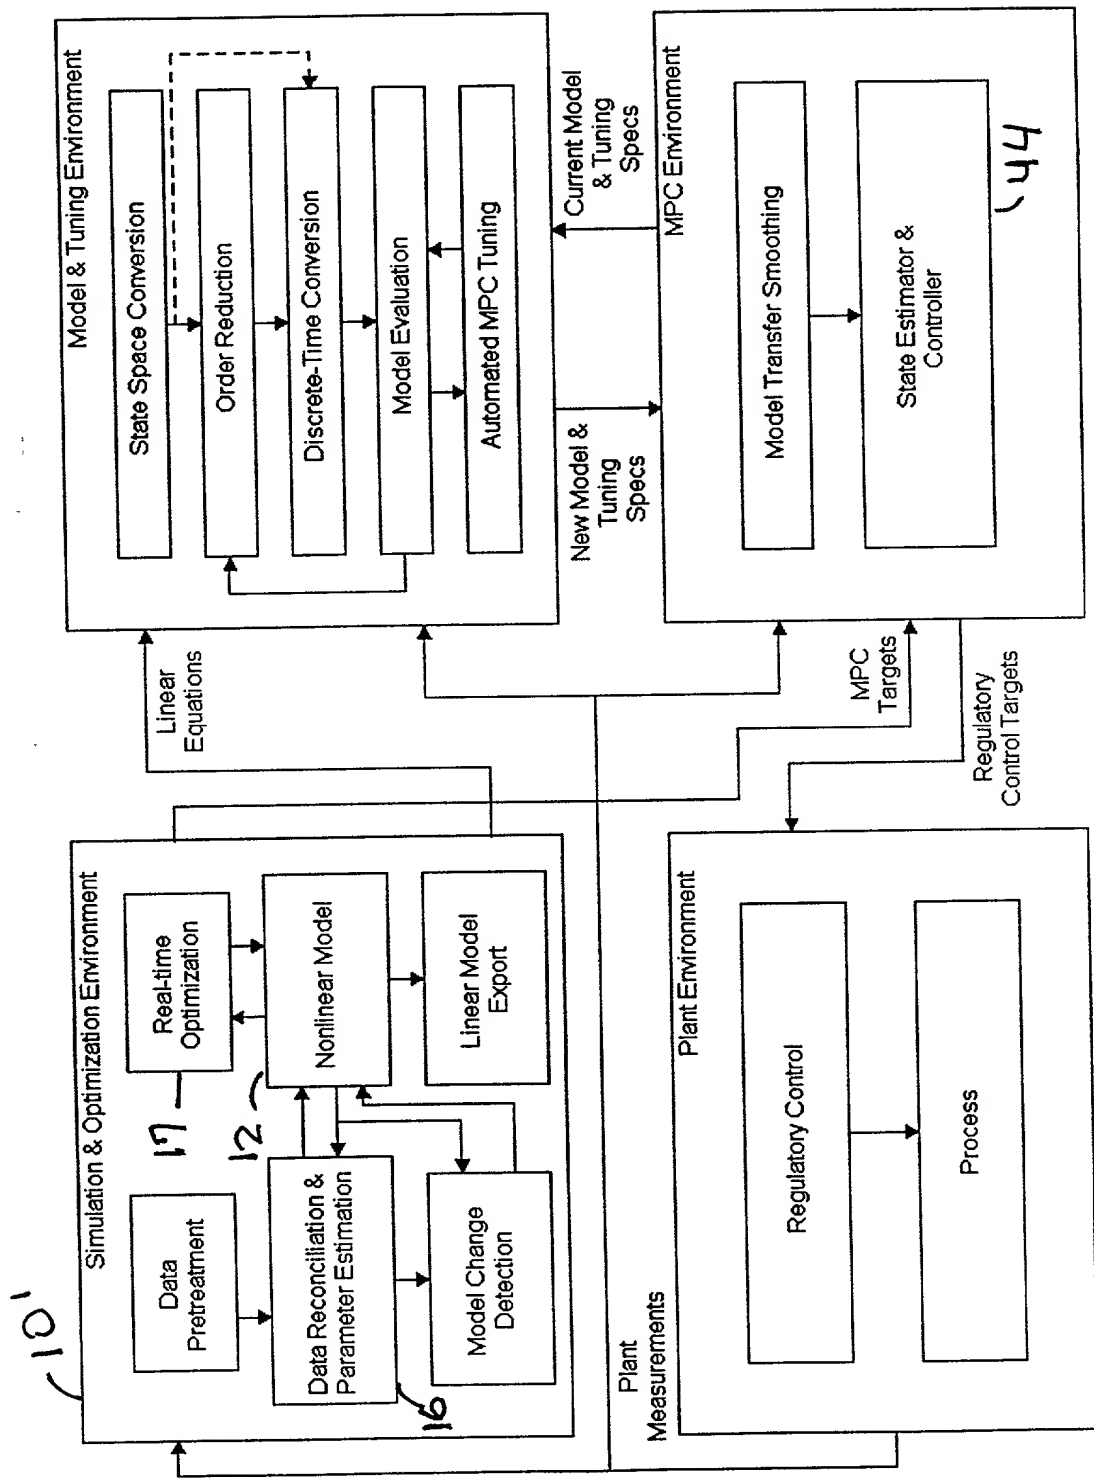 10'
Simulation & Optimization Environment
Data
Pretreatment
Data Reconciliation &
Parameter Estimation
16
Model Change
Detection
17
Real-time
Optimization
12
Nonlinear Model
Linear Model
Export
Linear
Equations
Model & Tuning Environment
State Space Conversion
Order Reduction
Discrete-Time Conversion
Model Evaluation
Automated MPC Tuning
New Model &
Tuning
Specs
Current Model
& Tuning
Specs
Plant
Measurements
Plant Environment
Regulatory Control
Process
MPC
Targets
Regulatory
Control Targets
MPC Environment
Model Transfer Smoothing
State Estimator &
Controller
44